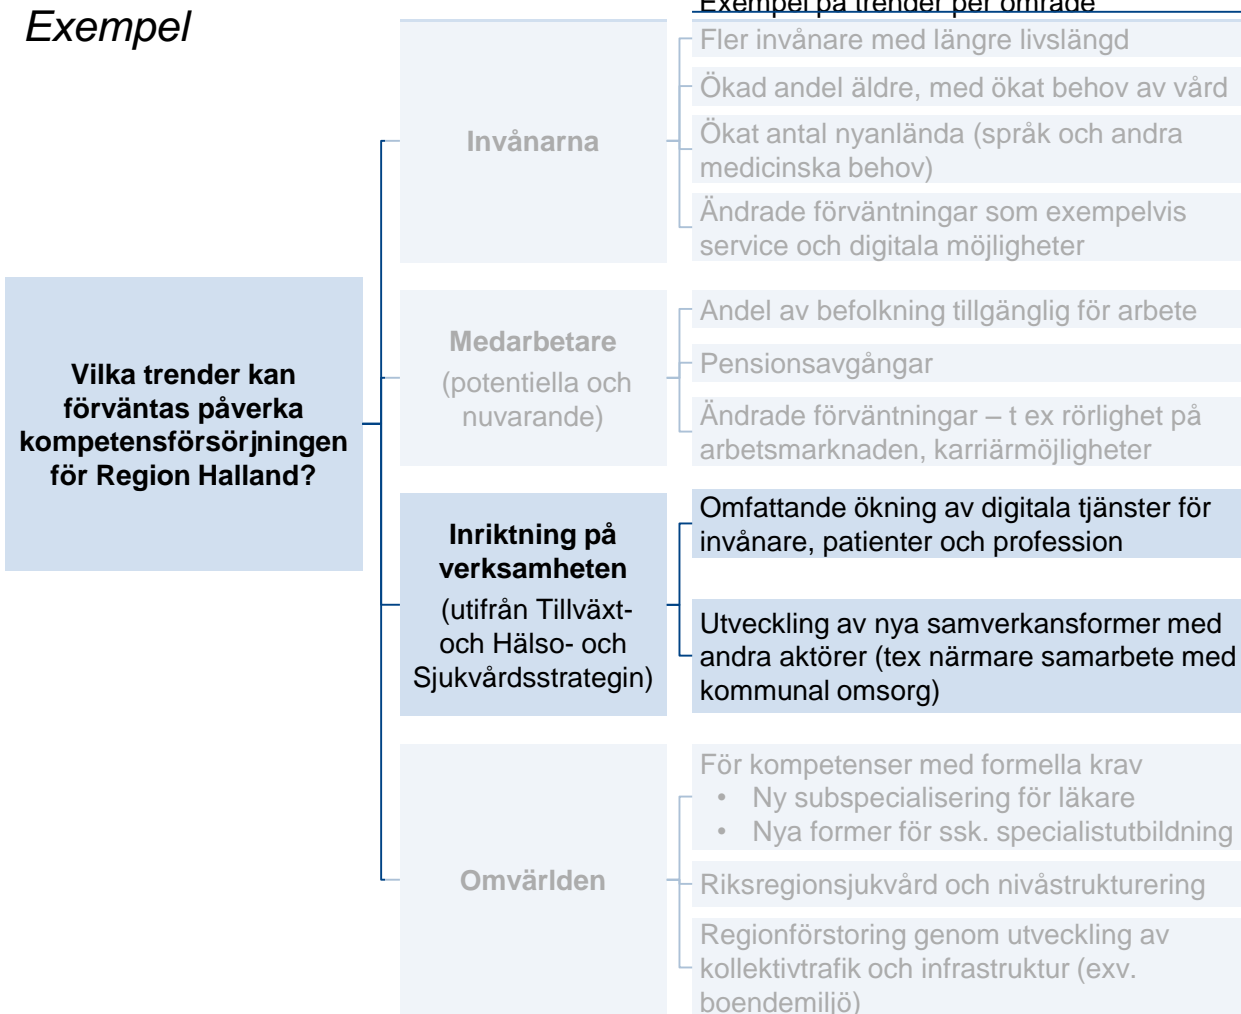 Exempel
Exempel på trender per område
Vilka trender kan
förväntas påverka
kompetensförsörjningen
för Region Halland?
Invånarna
Fler invånare med längre livslängd
Ökad andel äldre, med ökat behov av vård
Ökat antal nyanlända (språk och andra
medicinska behov)
Ändrade förväntningar som exempelvis
service och digitala möjligheter
Medarbetare
(potentiella och
nuvarande)
Andel av befolkning tillgänglig för arbete
Pensionsavgångar
Ändrade förväntningar – t ex rörlighet på
arbetsmarknaden, karriärmöjligheter
Inriktning på
verksamheten
(utifrån Tillväxt-
och Hälso- och
Sjukvårdsstrategin)
Omfattande ökning av digitala tjänster för
invånare, patienter och profession
Utveckling av nya samverkansformer med
andra aktörer (tex närmare samarbete med
kommunal omsorg)
Omvärlden
För kompetenser med formella krav
• Ny subspecialisering för läkare
• Nya former för ssk. specialistutbildning
Riksregionsjukvård och nivåstrukturering
Regionförstoring genom utveckling av
kollektivtrafik och infrastruktur (exv.
boendemiljö)